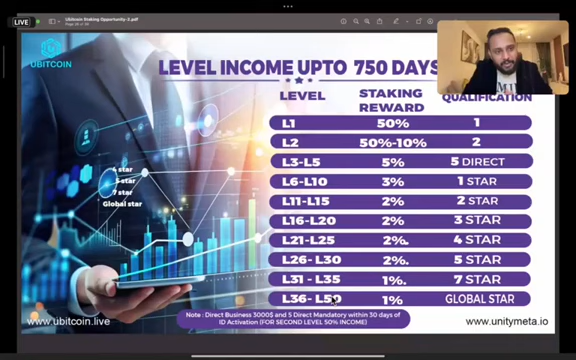 LIVE
Ubitcoin Staking Opportunity-2.pdf
UBITCOIN
LEVEL INCOME UPTO 750 DAYS
LEVEL STAKING REWARD QUALIFICATION
L1 50% 1
L2 50%-10% 2
L3-L5 5% 5 DIRECT
L6-L10 3% 1 STAR
L11-L15 2% 2 STAR
L16-L20 2% 3 STAR
L21-L25 2%. 4 STAR
L26-L30 2%. 5 STAR
L31 - L35 1%. 7 STAR
L36- 1% GLOBAL STAR
star
star
7 star
Global star
Note : Direct Business 3000$ and 5 Direct Mandatory within 30 days of
ID Activation (FOR SECOND LEVEL 50% INCOME)
www.ubitcoin.live
www.unitymeta.io